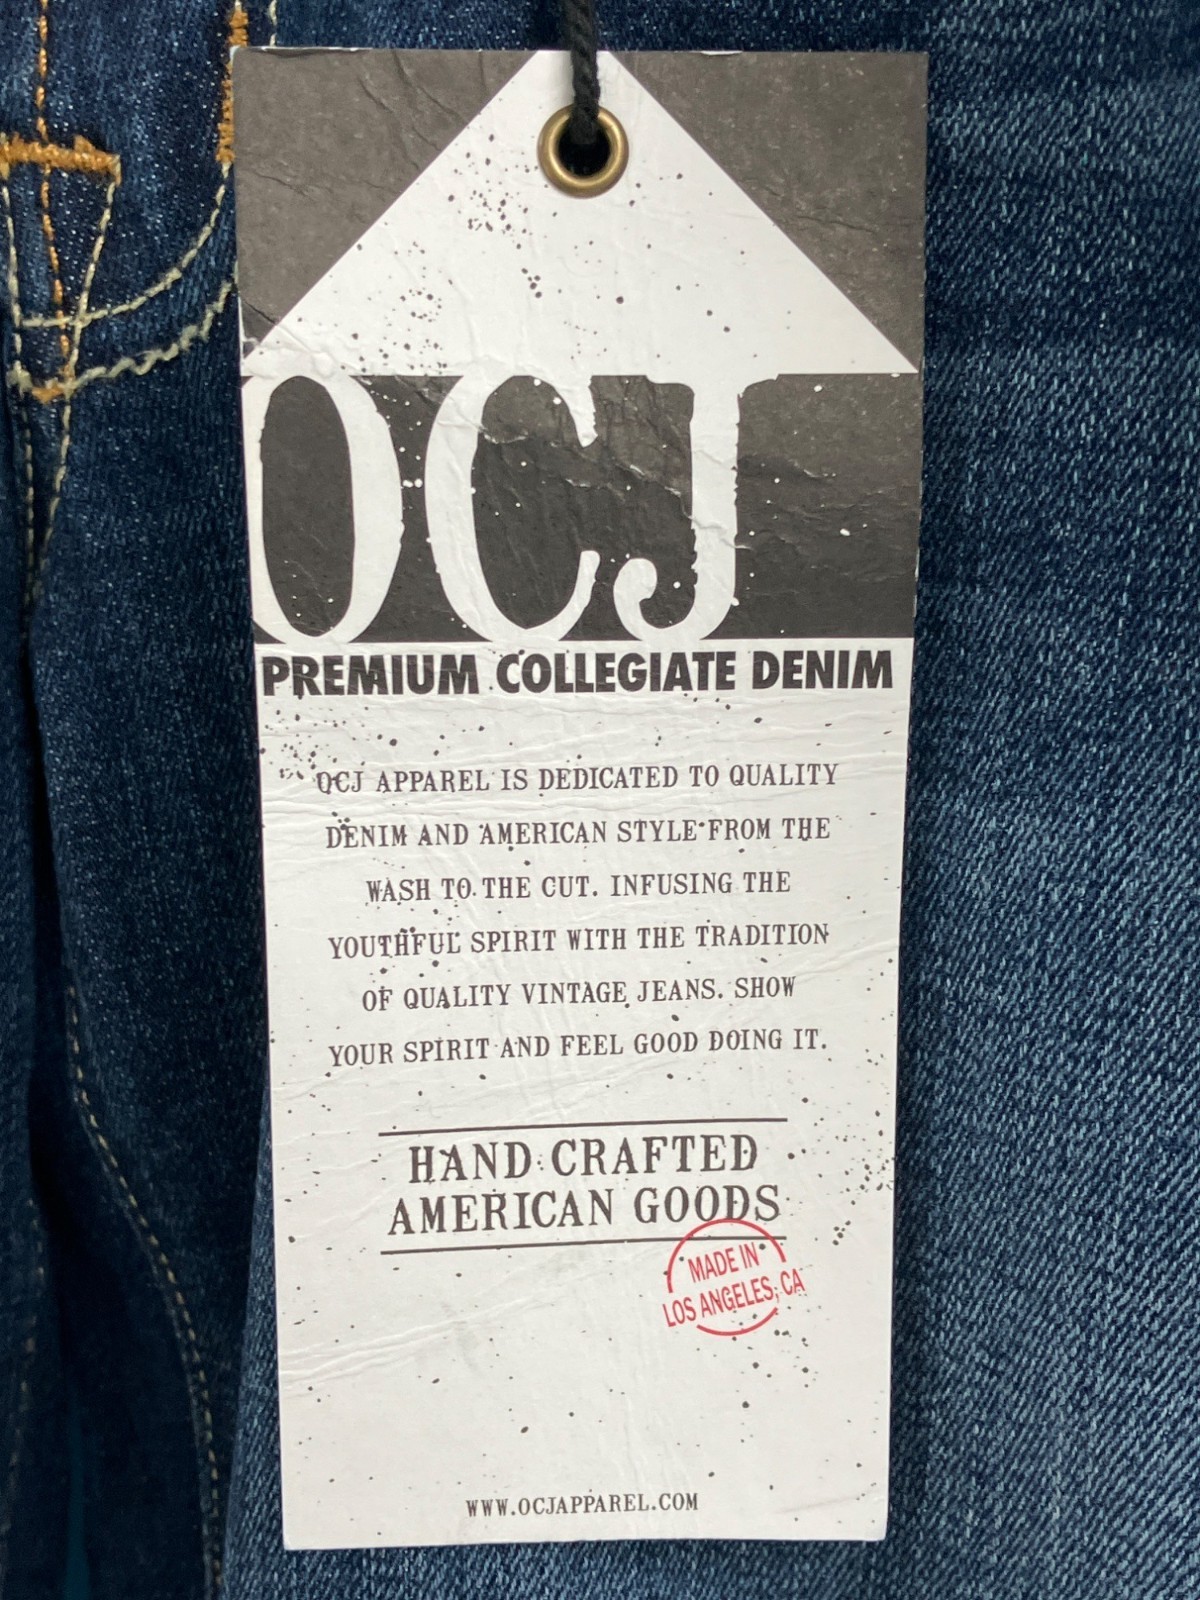 OCJ
PREMIUM COLLEGIATE DENIM
OCJ APPAREL IS DEDICATED TO QUALITY
DENIM AND AMERICAN STYLE FROM THE
WASH TO THE CUT. INFUSING THE
YOUTHFUL SPIRIT WITH THE TRADITION
OF QUALITY VINTAGE JEANS. SHOW
YOUR SPIRIT AND FEEL GOOD DOING IT.
HAND CRAFTED
AMERICAN GOODS
MADE IN
LOS ANGELES, CA
WWW.OCJAPPAREL.COM